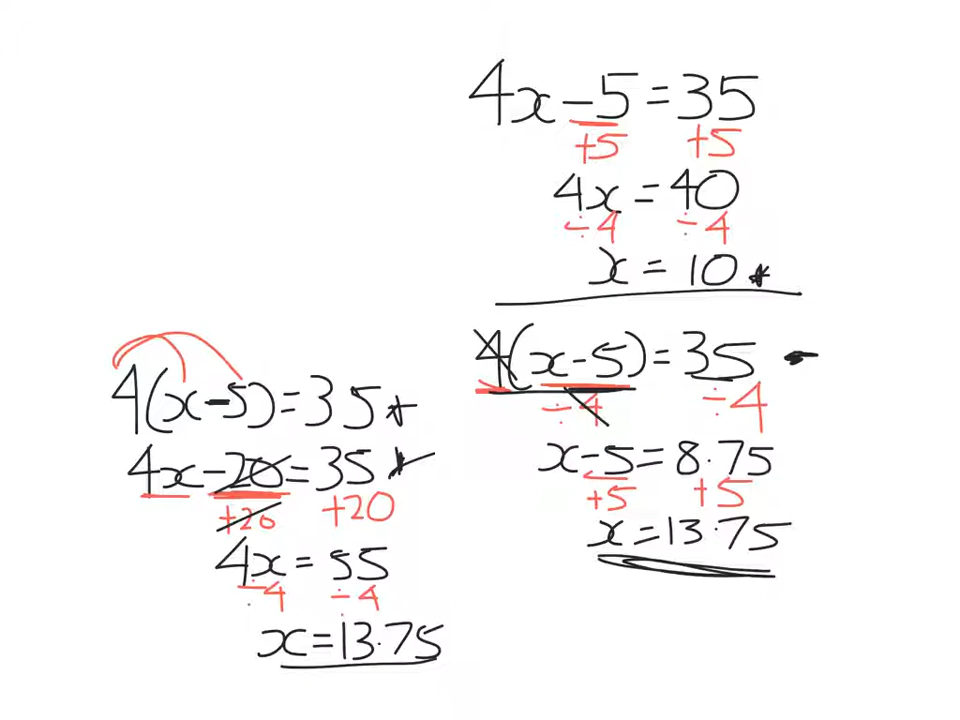 4x - 5 = 35
+5 +5
4x = 40
÷4 ÷4
x = 10 *
4(x - 5) = 35 -
÷4 ÷4
x - 5 = 8.75
+5 +5
x = 13.75
4(x - 5) = 35 *
4x - 20 = 35 *
+20 +20
4x = 55
÷4 ÷4
x = 13.75